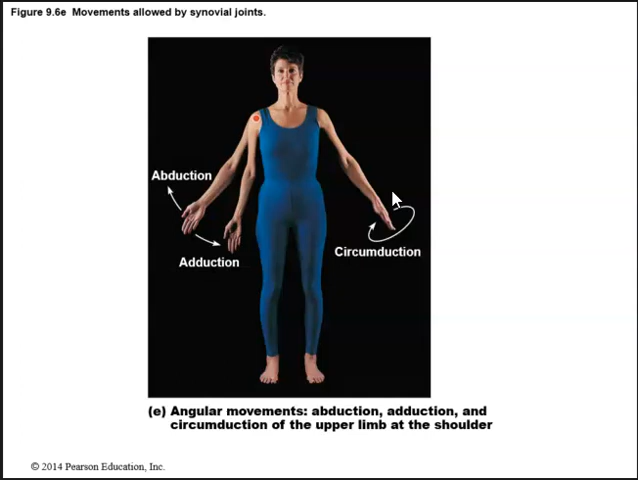 Figure 9.6e Movements allowed by synovial joints.
Abduction
Adduction
Circumduction
(e) Angular movements: abduction, adduction, and
circumduction of the upper limb at the shoulder
© 2014 Pearson Education, Inc.